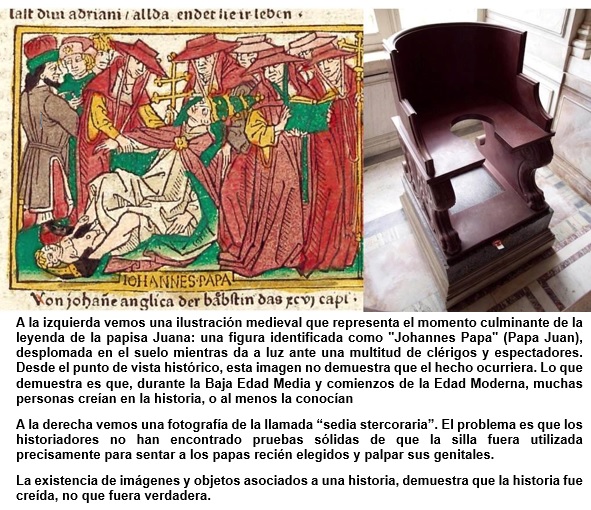 salt divi adriani / allda endet sie ir leben ·
IOHANNES·PAPA
Von johañe anglica der bäbstin das xcvj capi.
A la izquierda vemos una ilustración medieval que representa el momento culminante de la
leyenda de la papisa Juana: una figura identificada como "Johannes Papa" (Papa Juan),
desplomada en el suelo mientras da a luz ante una multitud de clérigos y espectadores.
Desde el punto de vista histórico, esta imagen no demuestra que el hecho ocurriera. Lo que
demuestra es que, durante la Baja Edad Media y comienzos de la Edad Moderna, muchas
personas creían en la historia, o al menos la conocían
A la derecha vemos una fotografía de la llamada “sedia stercoraria”. El problema es que los
historiadores no han encontrado pruebas sólidas de que la silla fuera utilizada
precisamente para sentar a los papas recién elegidos y palpar sus genitales.
La existencia de imágenes y objetos asociados a una historia, demuestra que la historia fue
creída, no que fuera verdadera.